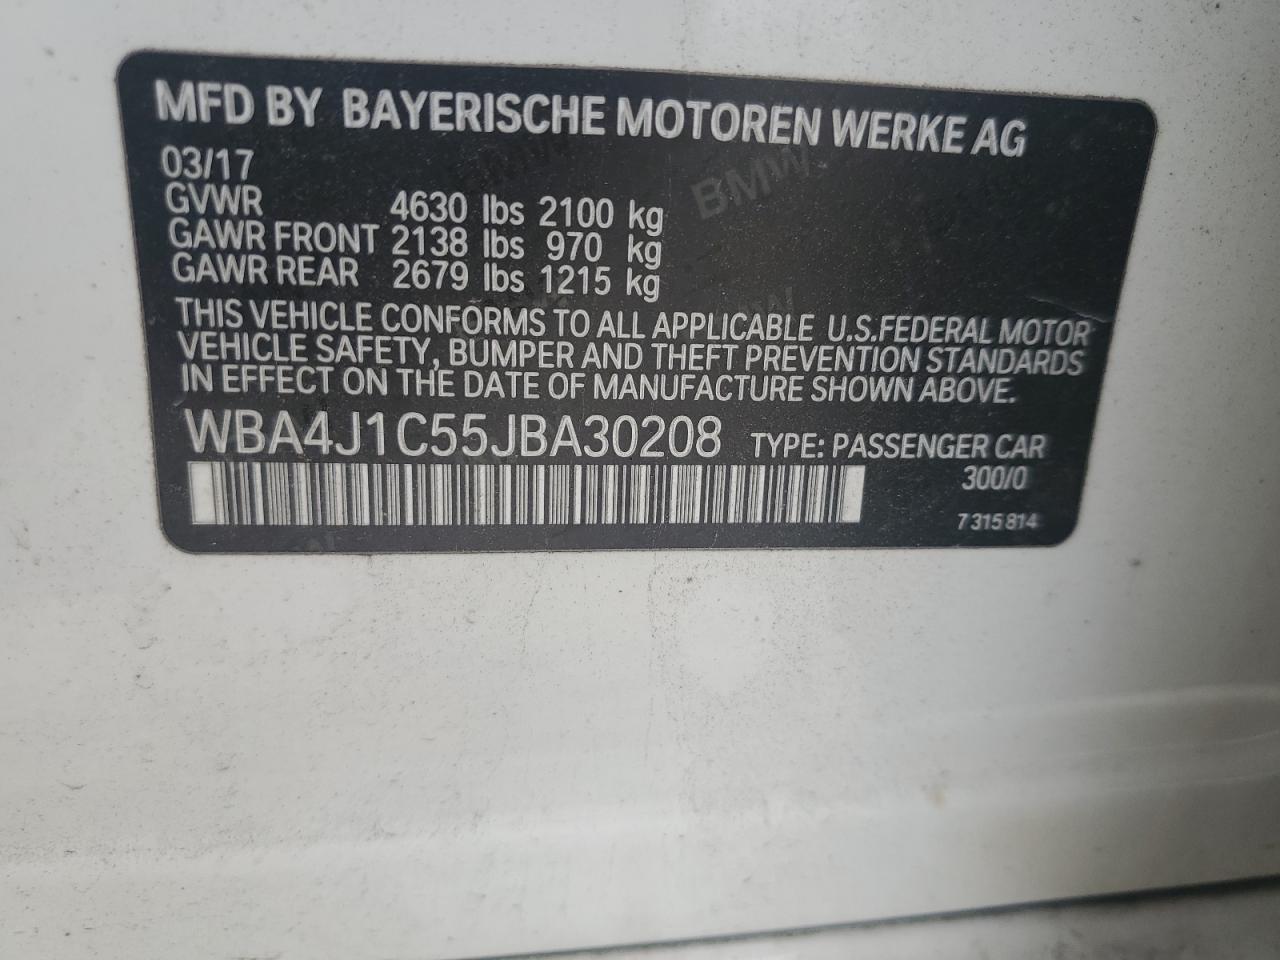 MFD BY BAYERISCHE MOTOREN WERKE AG
03/17
GVWR 4630 lbs 2100 kg
GAWR FRONT 2138 lbs 970 kg
GAWR REAR 2679 lbs 1215 kg
THIS VEHICLE CONFORMS TO ALL APPLICABLE U.S.FEDERAL MOTOR
VEHICLE SAFETY, BUMPER AND THEFT PREVENTION STANDARDS
IN EFFECT ON THE DATE OF MANUFACTURE SHOWN ABOVE.
WBA4J1C55JBA30208 TYPE: PASSENGER CAR
300/0
7 315 814
BMW
BMW
BMW